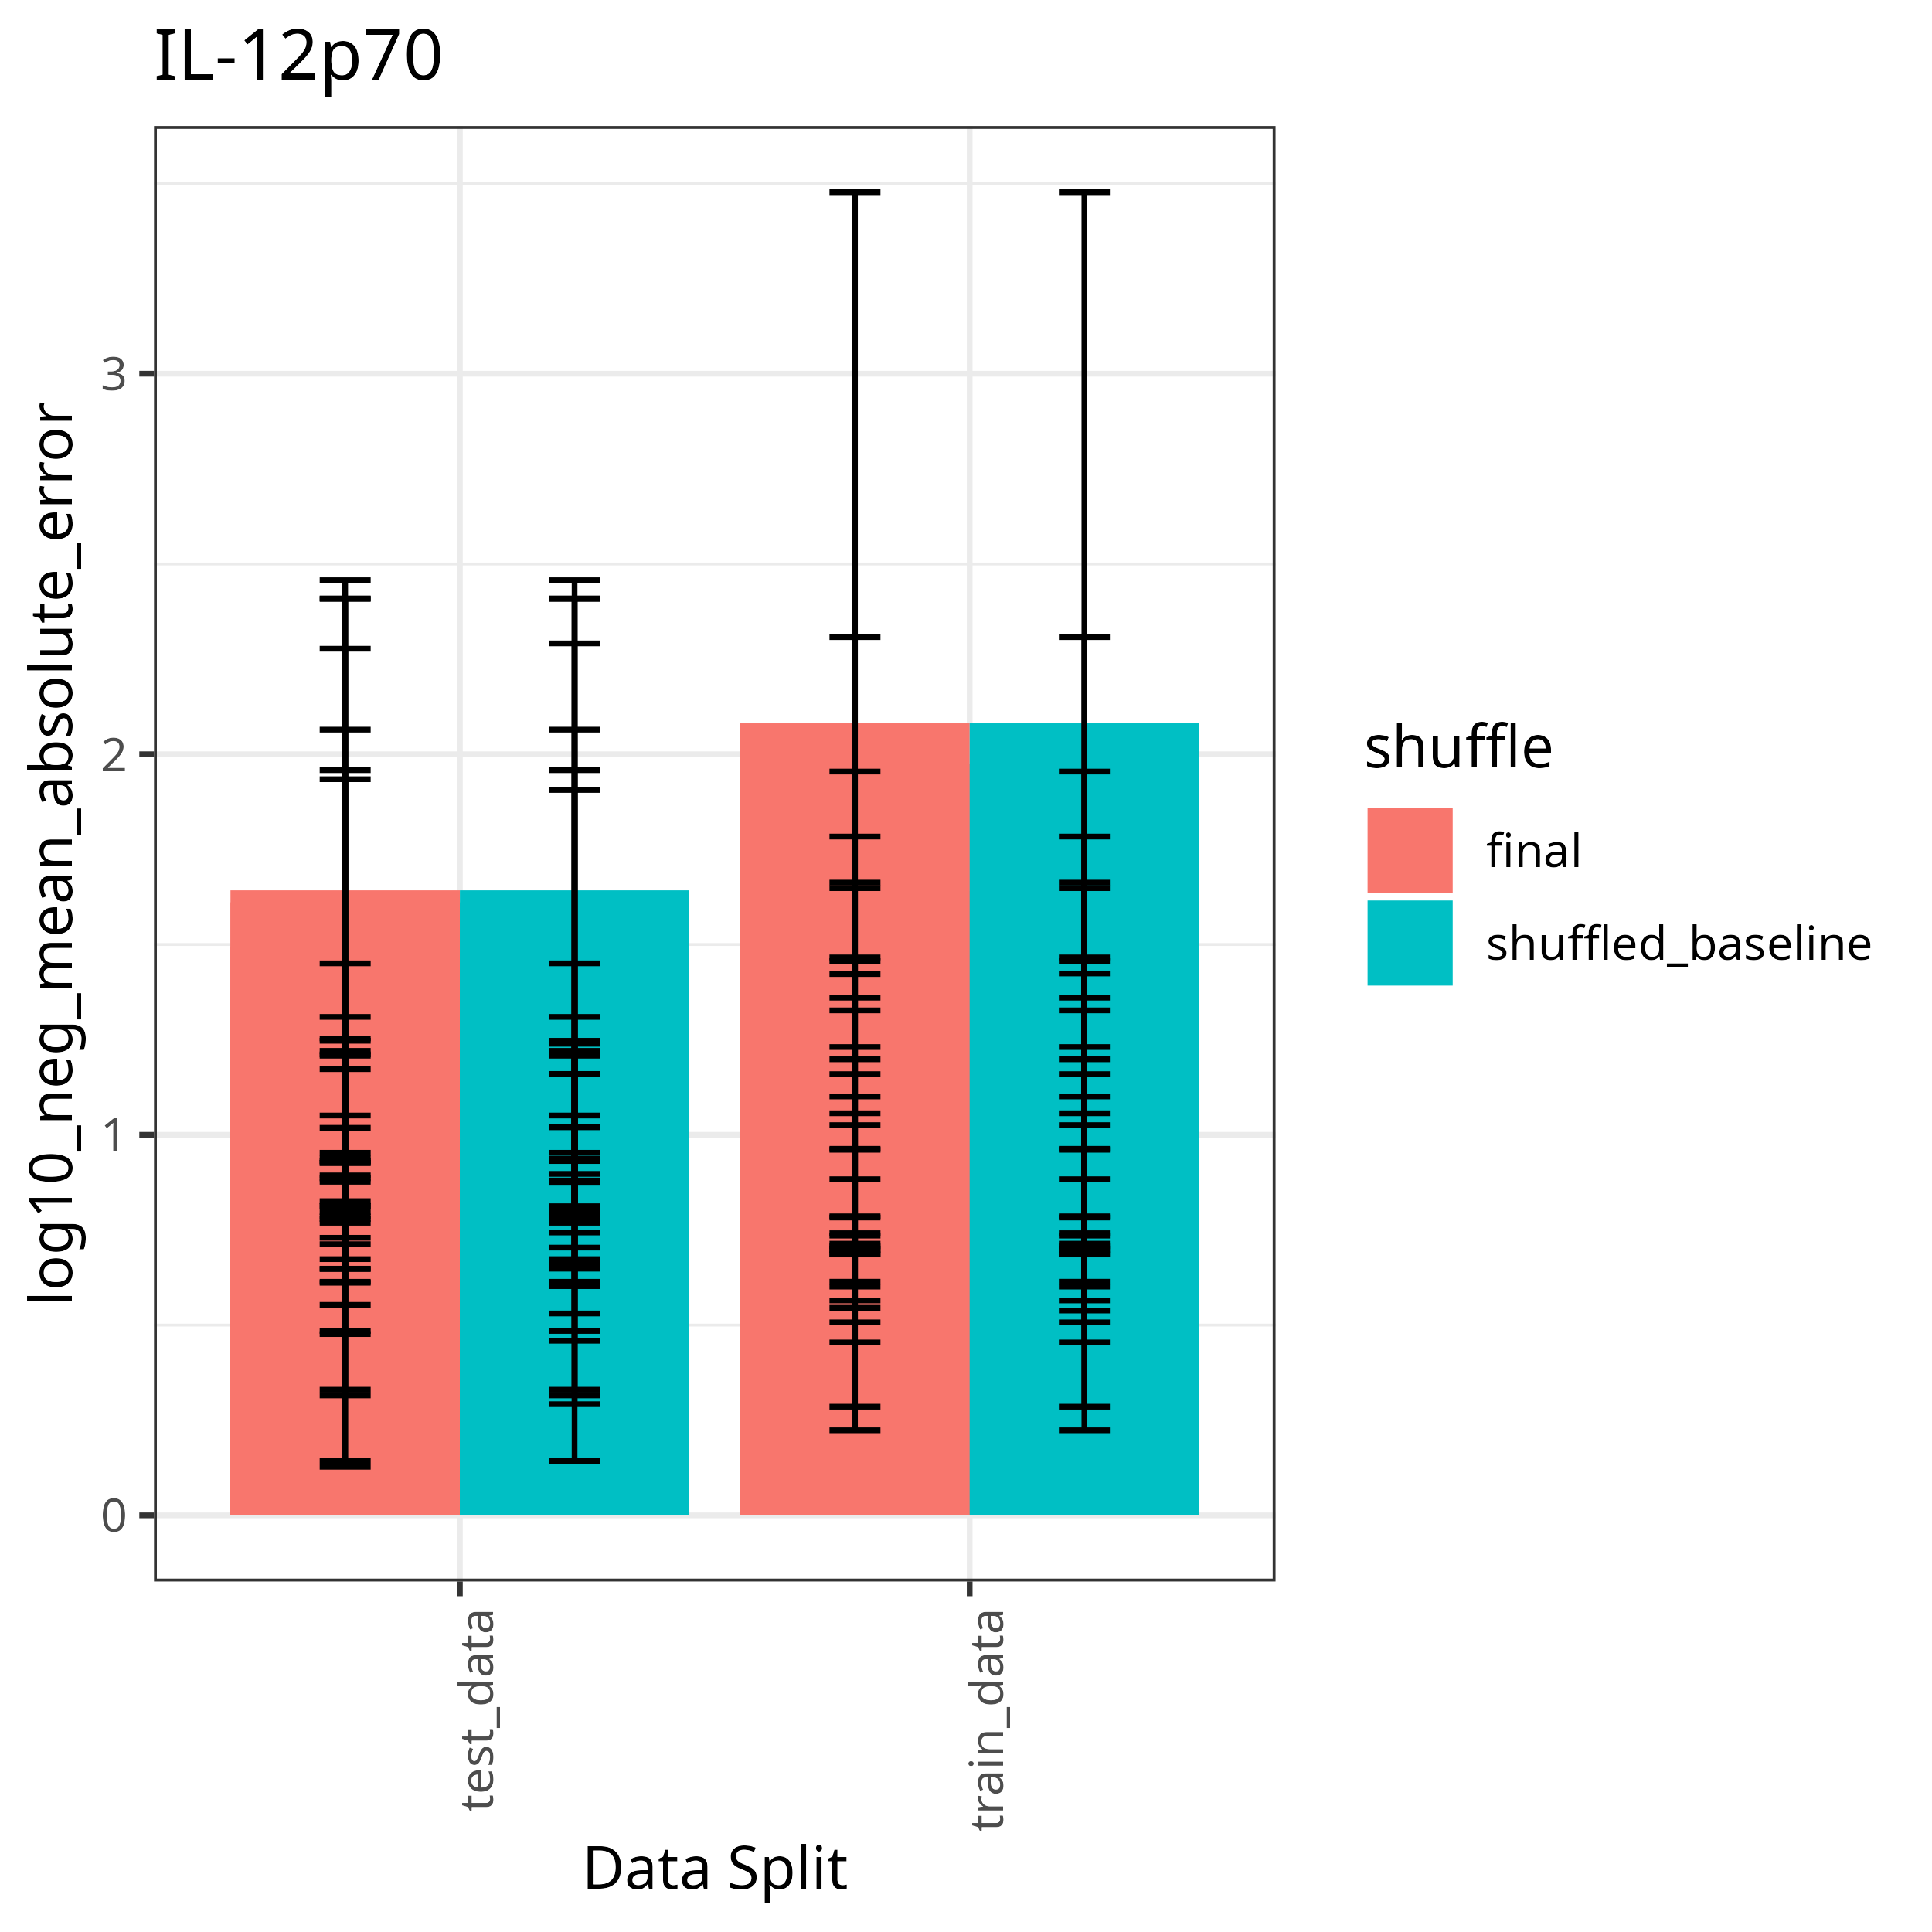 IL-12p70
log10_neg_mean_absolute_error
3
2
1
0
test_data
train_data
Data Split
shuffle
final
shuffled_baseline